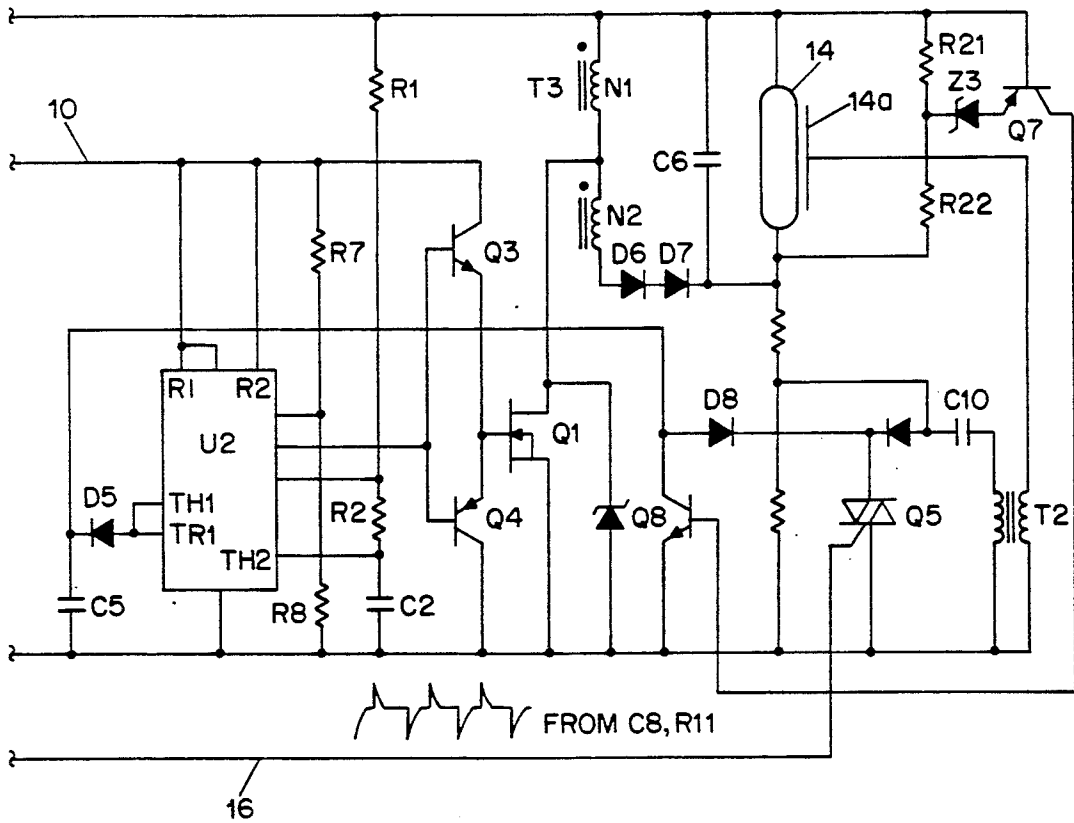 R21
14
Z3
R1
T3
N1
14a
10
Q7
C6
N2
R22
R7
Q3
D6
D7
R1
R2
D8
C10
U2
Q1
D5
TH1
R2
Q4
Q8
Q5
T2
TR1
TH2
C5
R8
C2
FROM C8, R11
16